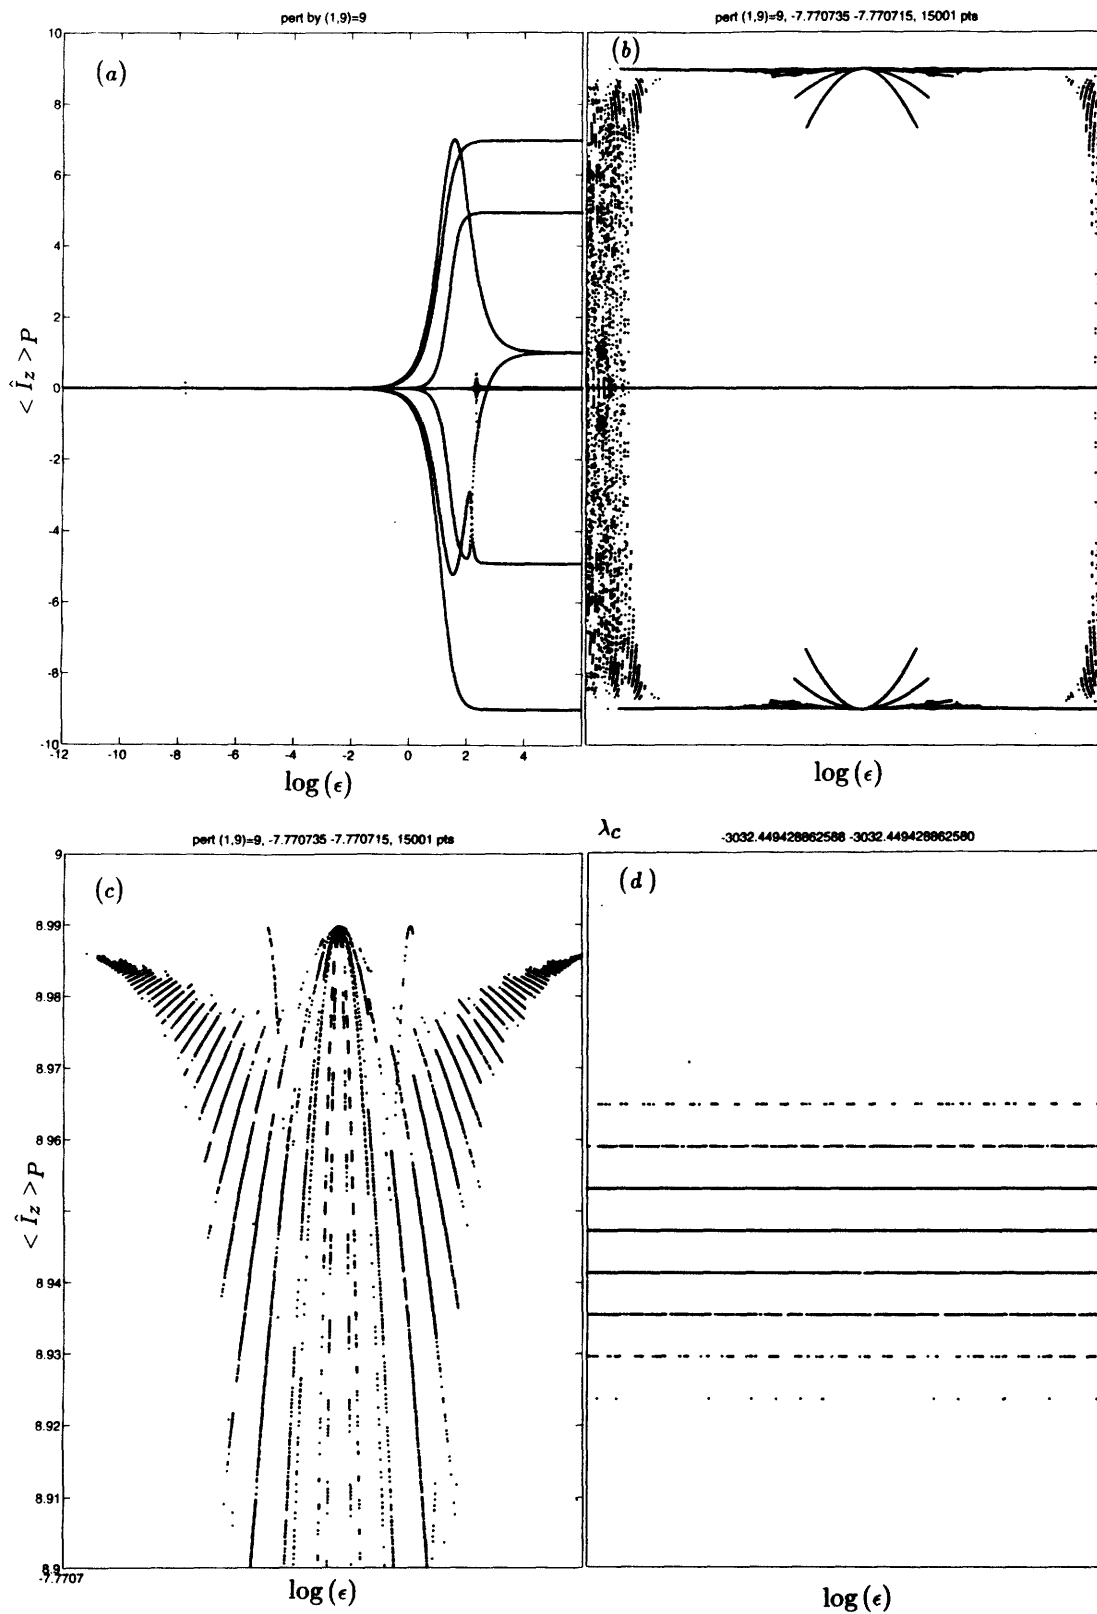 pert by (1,9)=9
(a)
10
8
6
4
2
0
-2
-4
-6
-8
-10
-12
-10
-8
-6
-4
-2
0
2
4
< Î_z >_P
log (ϵ)
pert (1,9)=9, -7.770735 -7.770715, 15001 pts
(b)
log (ϵ)
pert (1,9)=9, -7.770735 -7.770715, 15001 pts
(c)
9
8.99
8.98
8.97
8.96
8.95
8.94
8.93
8.92
8.91
8.9
-7.7707
< Î_z >_P
log (ϵ)
λ_c
-3032.449428862588 -3032.449428862580
(d)
log (ϵ)